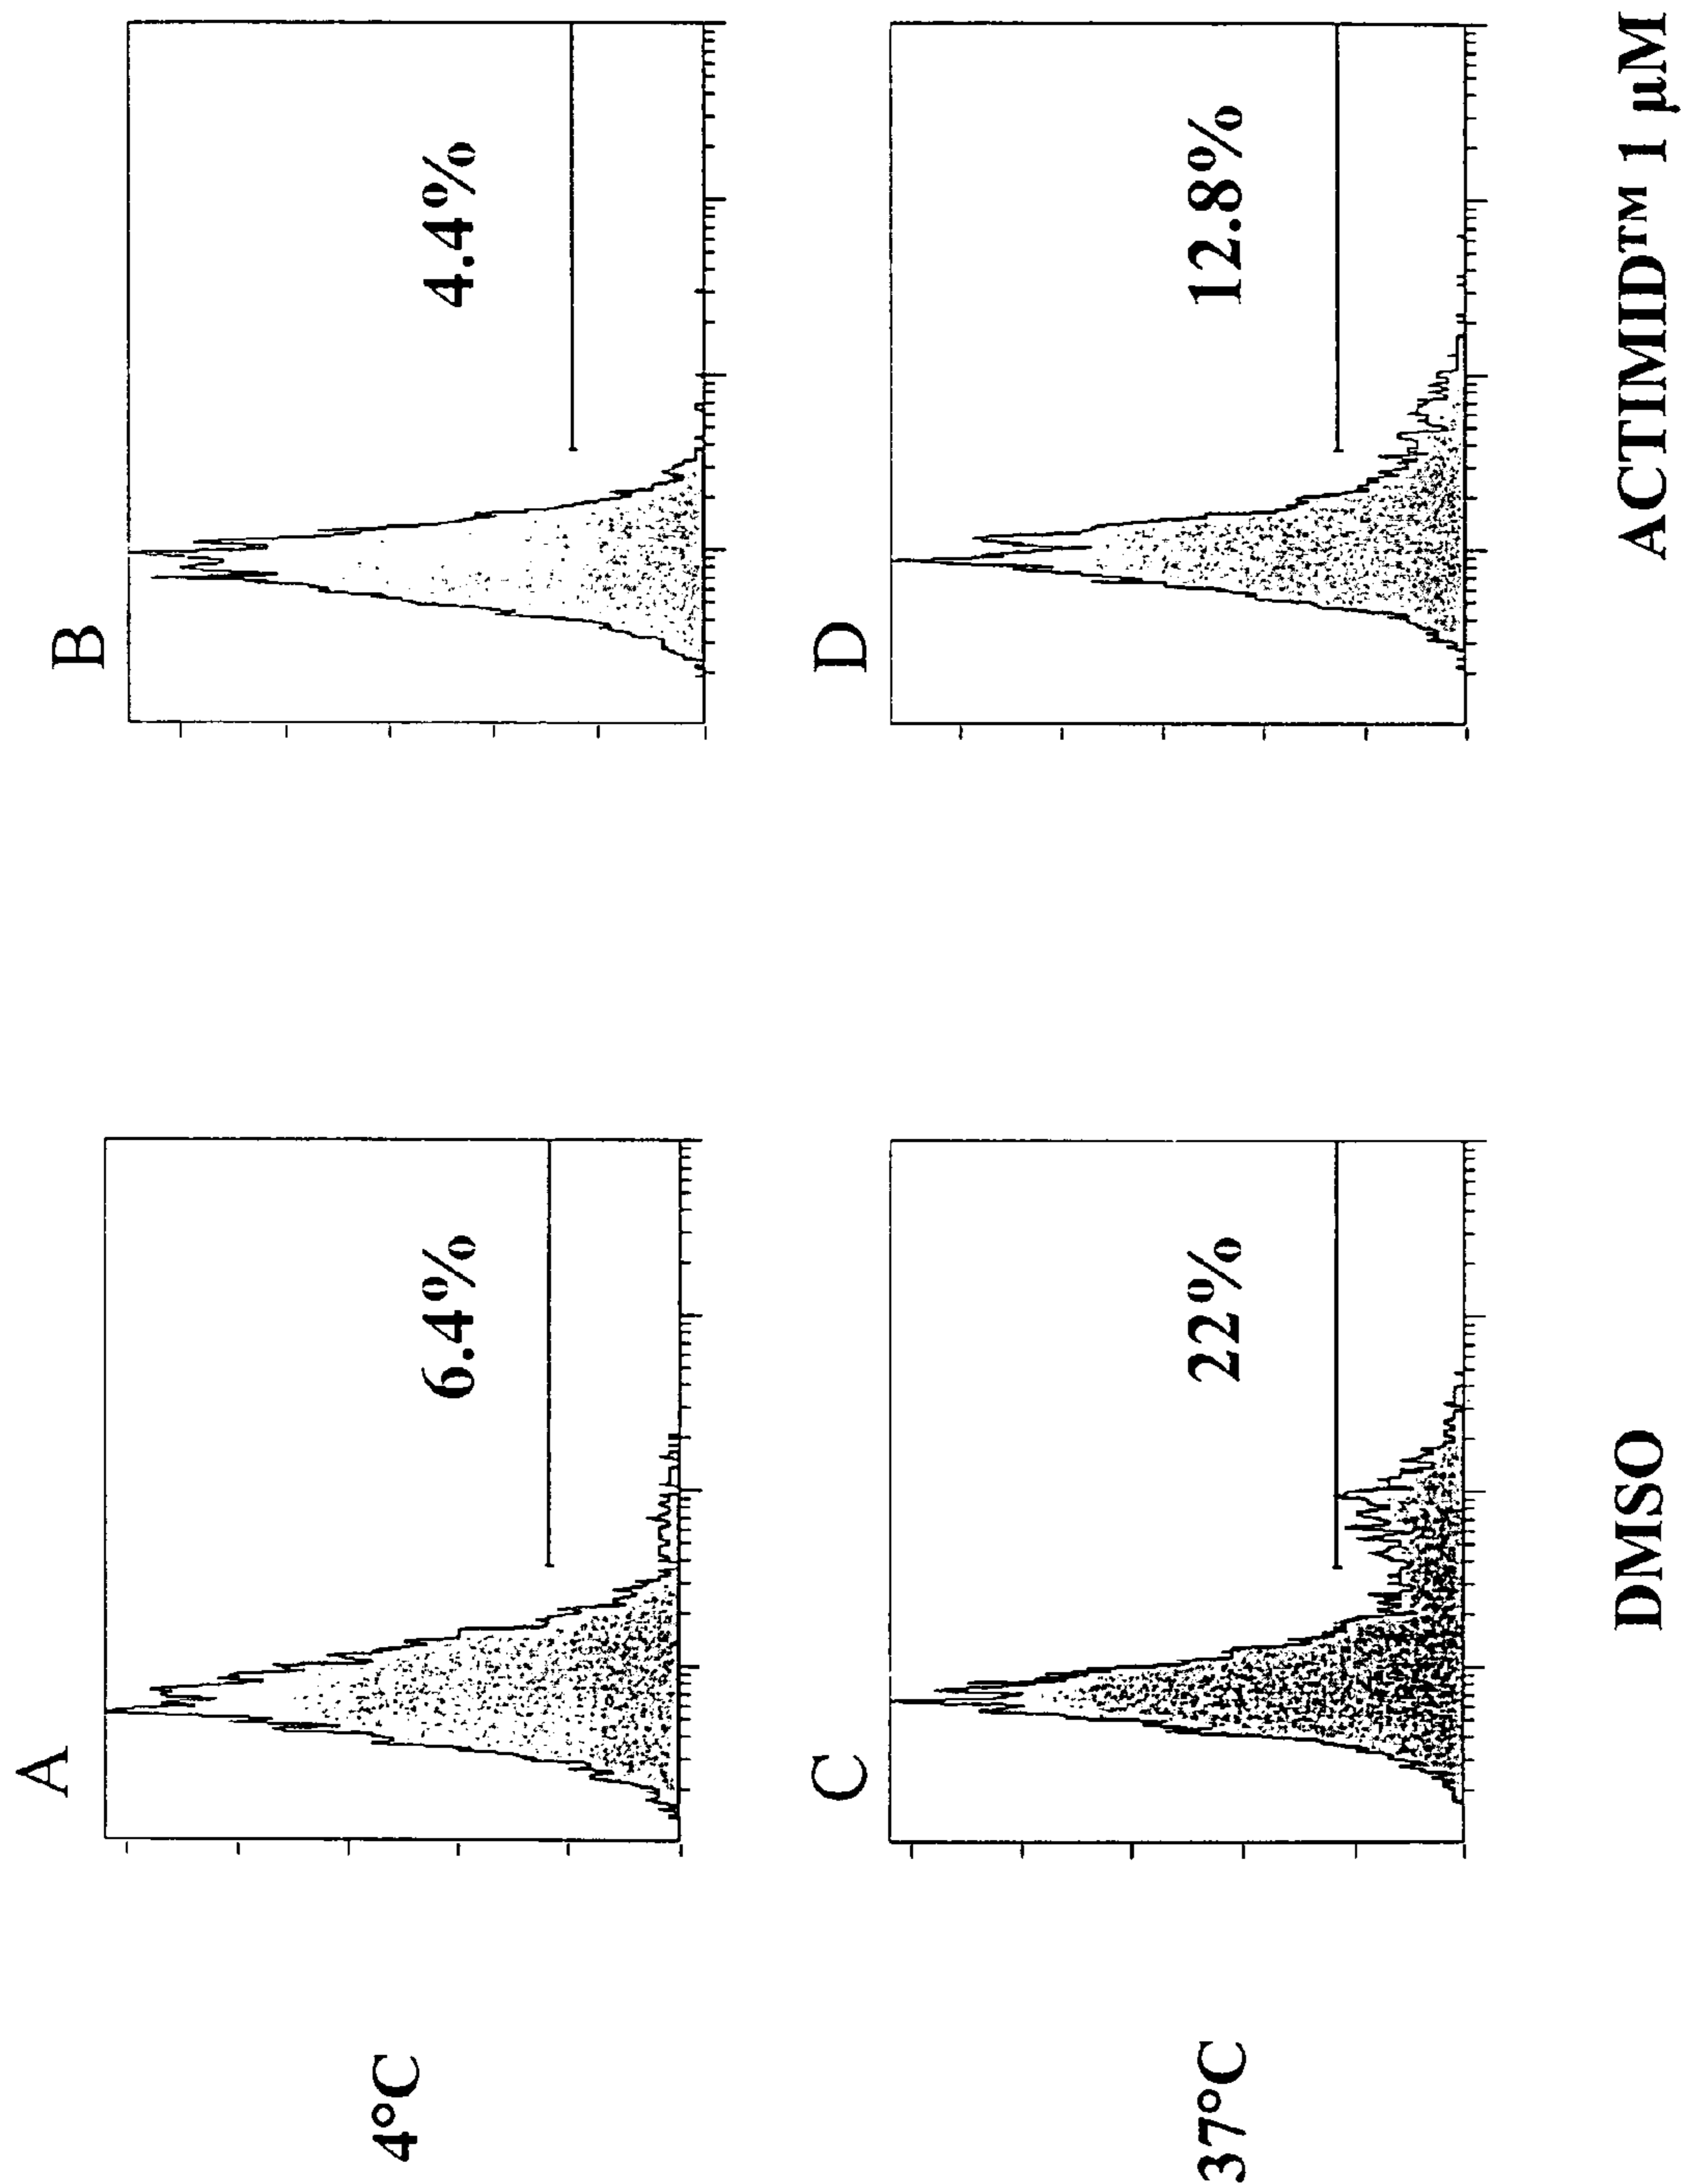 A
B
4°C
6.4%
4.4%
C
D
37°C
22%
12.8%
DMSO
ACTIMID™ 1 µM